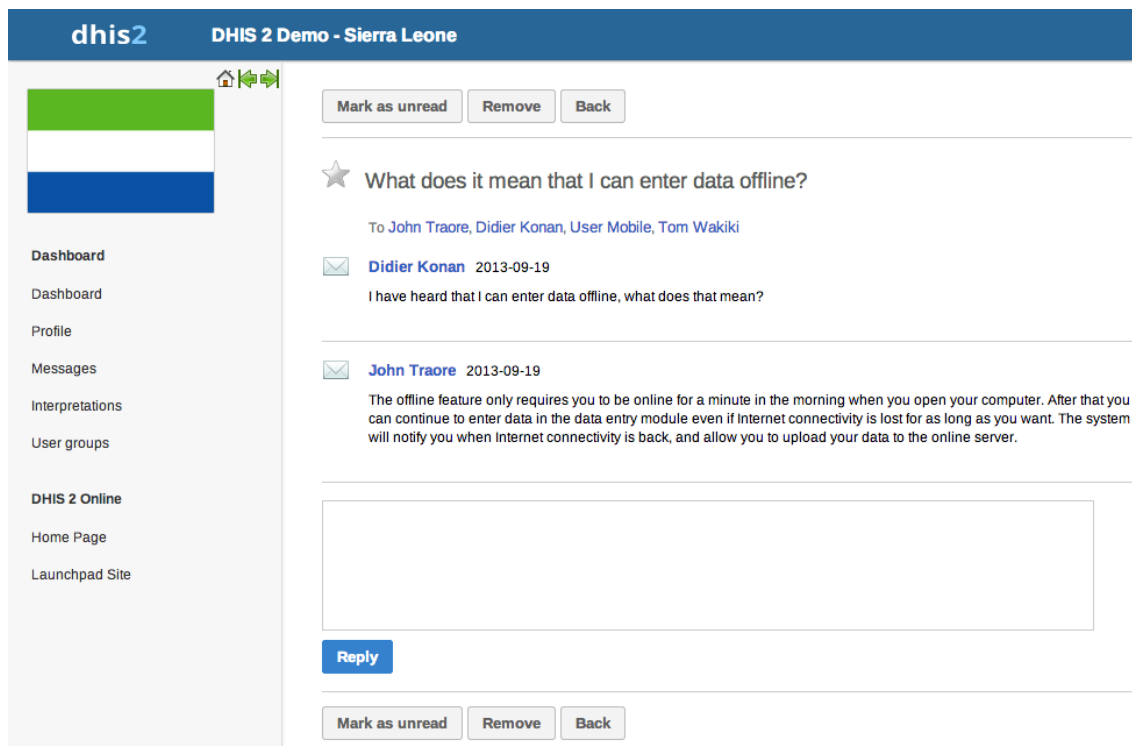 dhis2 DHIS 2 Demo - Sierra Leone
Mark as unread Remove Back
What does it mean that I can enter data offline?
To John Traore, Didier Konan, User Mobile, Tom Wakiki
Dashboard
Dashboard
Profile
Messages
Interpretations
User groups
DHIS 2 Online
Home Page
Launchpad Site
Didier Konan 2013-09-19
I have heard that I can enter data offline, what does that mean?
John Traore 2013-09-19
The offline feature only requires you to be online for a minute in the morning when you open your computer. After that you
can continue to enter data in the data entry module even if Internet connectivity is lost for as long as you want. The system
will notify you when Internet connectivity is back, and allow you to upload your data to the online server.
Reply
Mark as unread Remove Back